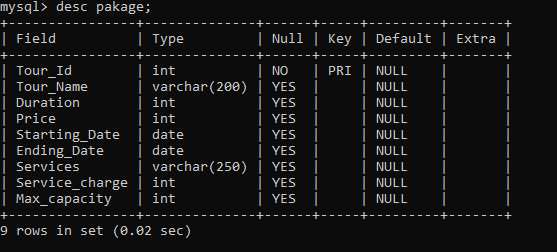 mysql> desc pakage;
+----------------+--------------+------+-----+---------+-------+
| Field          | Type         | Null | Key | Default | Extra |
+----------------+--------------+------+-----+---------+-------+
| Tour_Id        | int          | NO   | PRI | NULL    |       |
| Tour_Name      | varchar(200) | YES  |     | NULL    |       |
| Duration       | int          | YES  |     | NULL    |       |
| Price          | int          | YES  |     | NULL    |       |
| Starting_Date  | date         | YES  |     | NULL    |       |
| Ending_Date    | date         | YES  |     | NULL    |       |
| Services       | varchar(250) | YES  |     | NULL    |       |
| Service_charge | int          | YES  |     | NULL    |       |
| Max_capacity   | int          | YES  |     | NULL    |       |
+----------------+--------------+------+-----+---------+-------+
9 rows in set (0.02 sec)